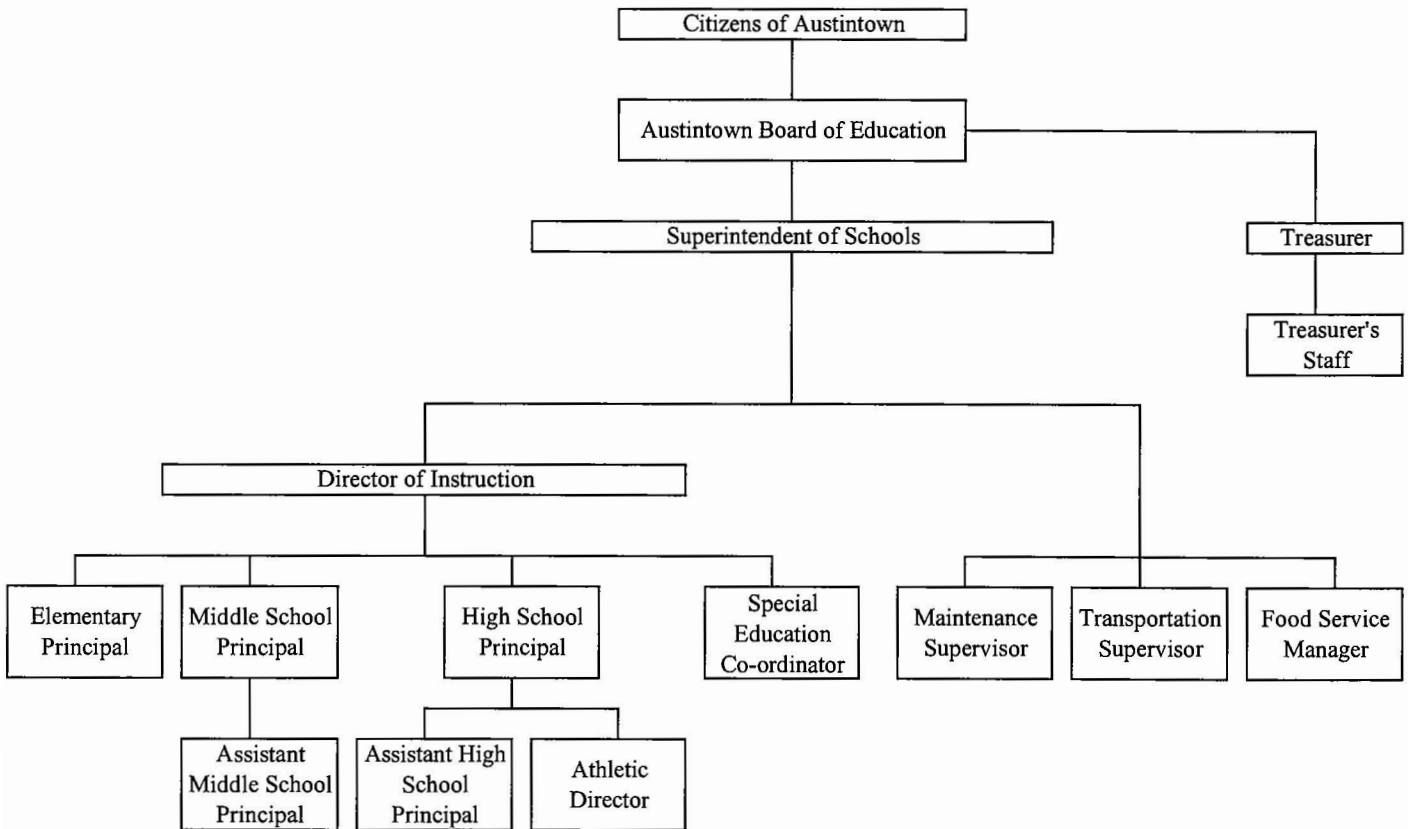 Citizens of Austintown
Austintown Board of Education
Superintendent of Schools
Treasurer
Treasurer's
Staff
Director of Instruction
Elementary
Principal
Middle School
Principal
High School
Principal
Special
Education
Co-ordinator
Maintenance
Supervisor
Transportation
Supervisor
Food Service
Manager
Assistant
Middle School
Principal
Assistant High
School
Principal
Athletic
Director